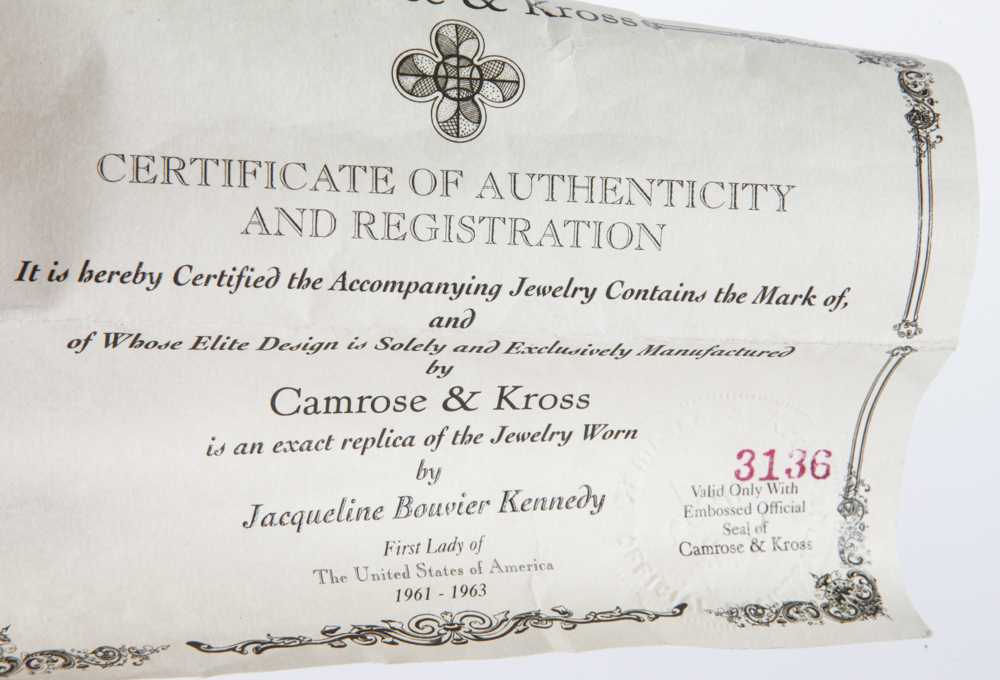 & Kross
CERTIFICATE OF AUTHENTICITY
AND REGISTRATION
It is hereby Certified the Accompanying Jewelry Contains the Mark of,
and
of Whose Elite Design is Solely and Exclusively Manufactured
by
Camrose & Kross
is an exact replica of the Jewelry Worn
by
Jacqueline Bouvier Kennedy
First Lady of
The United States of America
1961 - 1963
3136
Valid Only With
Embossed Official
Seal of
Camrose & Kross